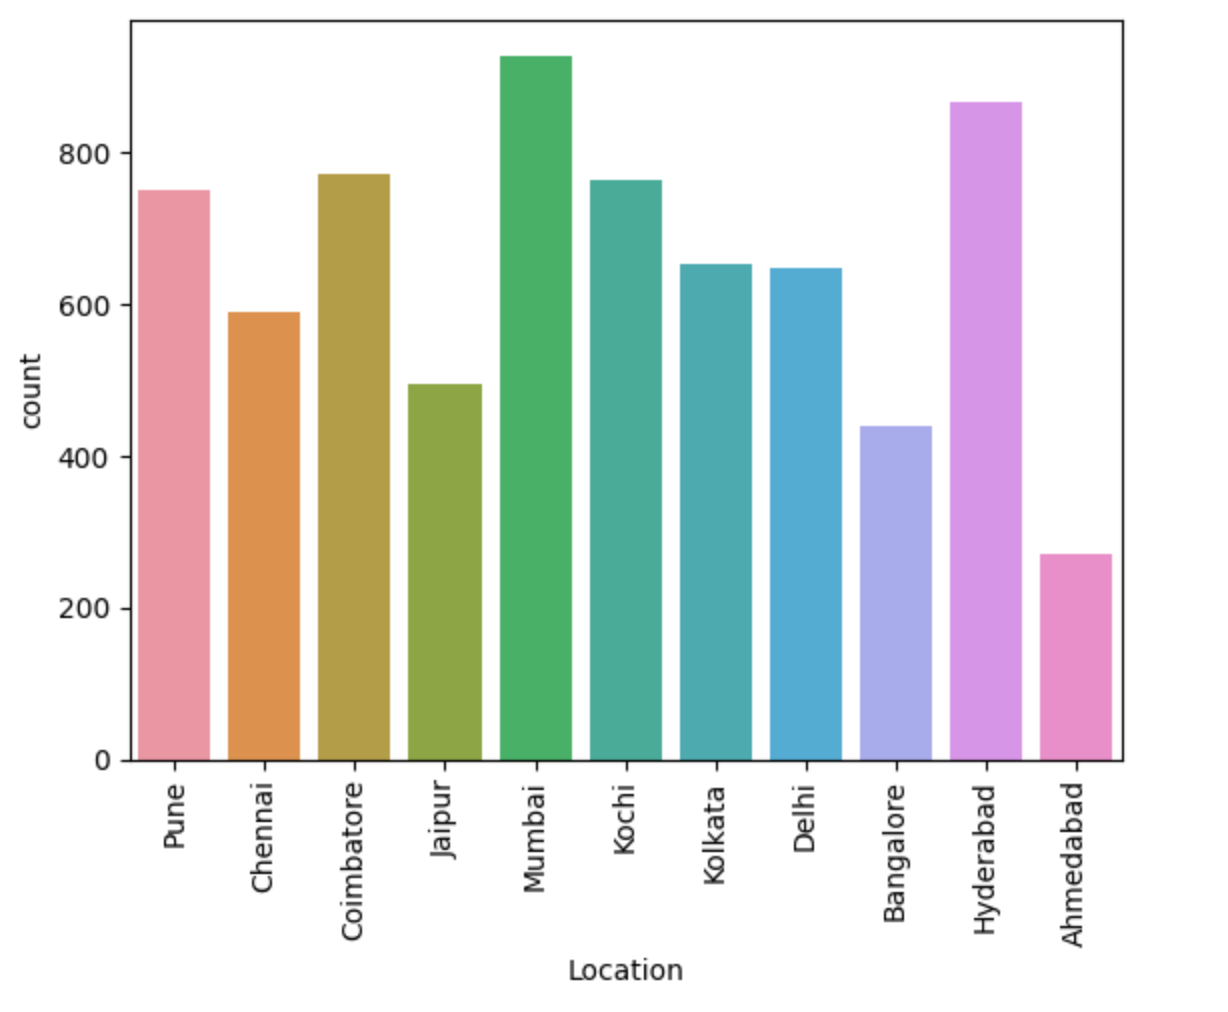 800
600
400
200
0
count
Pune
Chennai
Coimbatore
Jaipur
Mumbai
Kochi
Kolkata
Delhi
Bangalore
Hyderabad
Ahmedabad
Location